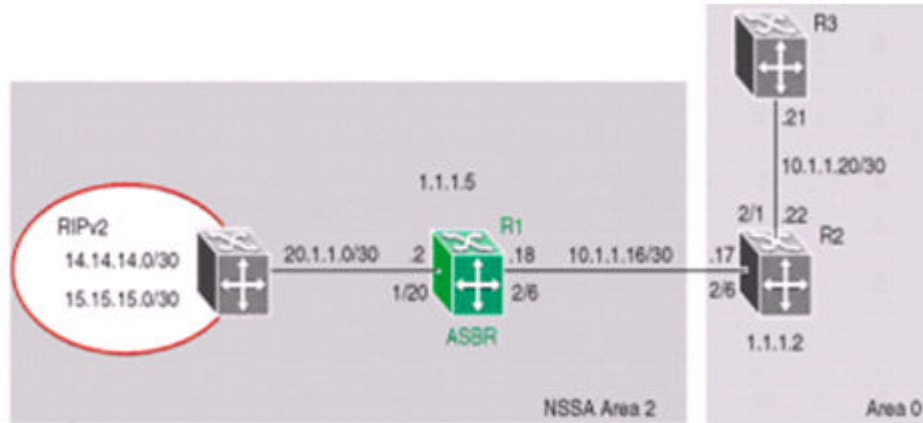 R3
.21
10.1.1.20/30
1.1.1.5
2/1 .22
RIPv2
R1
R2
14.14.14.0/30
20.1.1.0/30 .2 .18 10.1.1.16/30 .17
15.15.15.0/30
1/20 2/6 2/6
ASBR
1.1.1.2
NSSA Area 2
Area 0